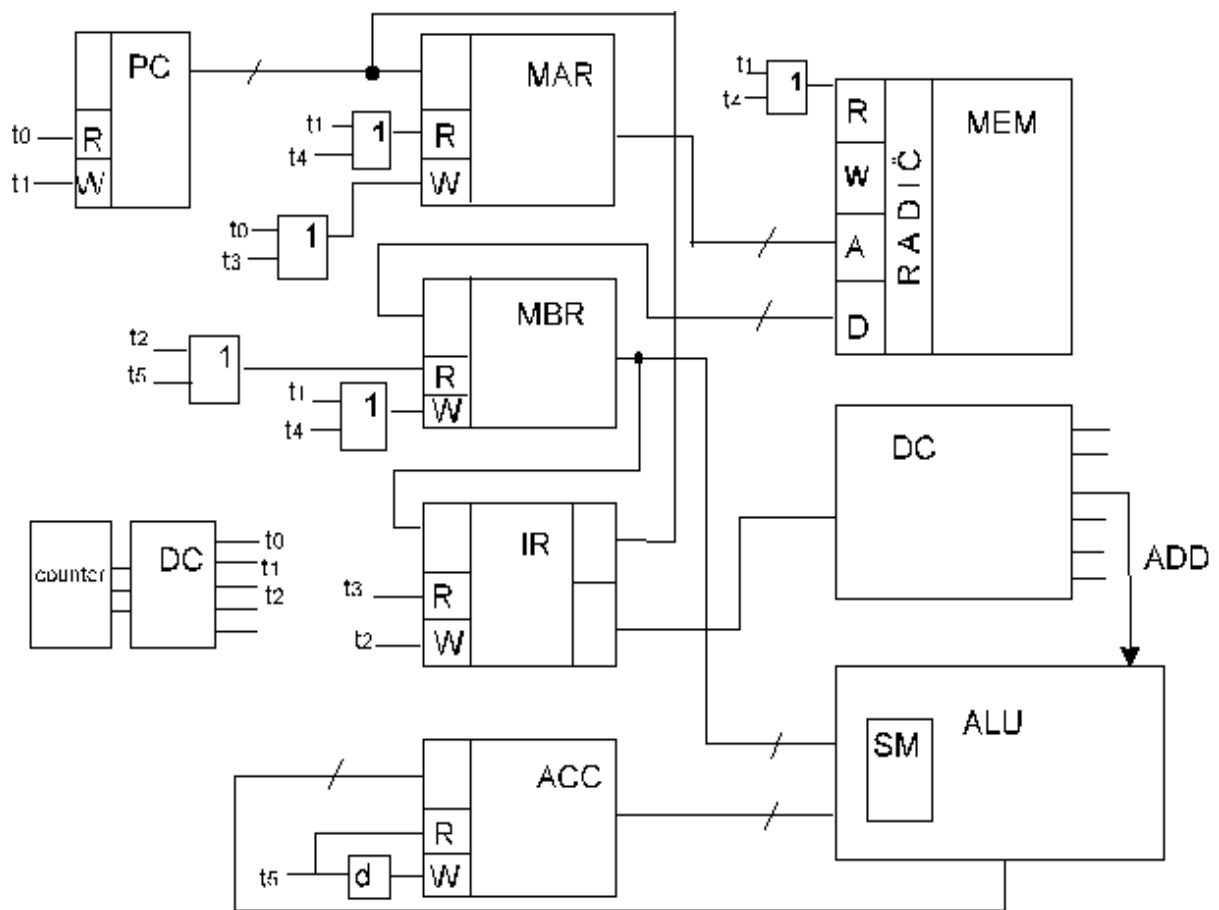 PC
R
W
t0
t1
MAR
R
W
t1
t4
1
t0
t3
1
t1
t4
1
R
W
A
D
RADIČ
MEM
MBR
R
W
t2
t5
1
t1
t4
1
DC
ADD
counter
DC
t0
t1
t2
IR
R
W
t3
t2
ALU
SM
ACC
R
W
t5
d